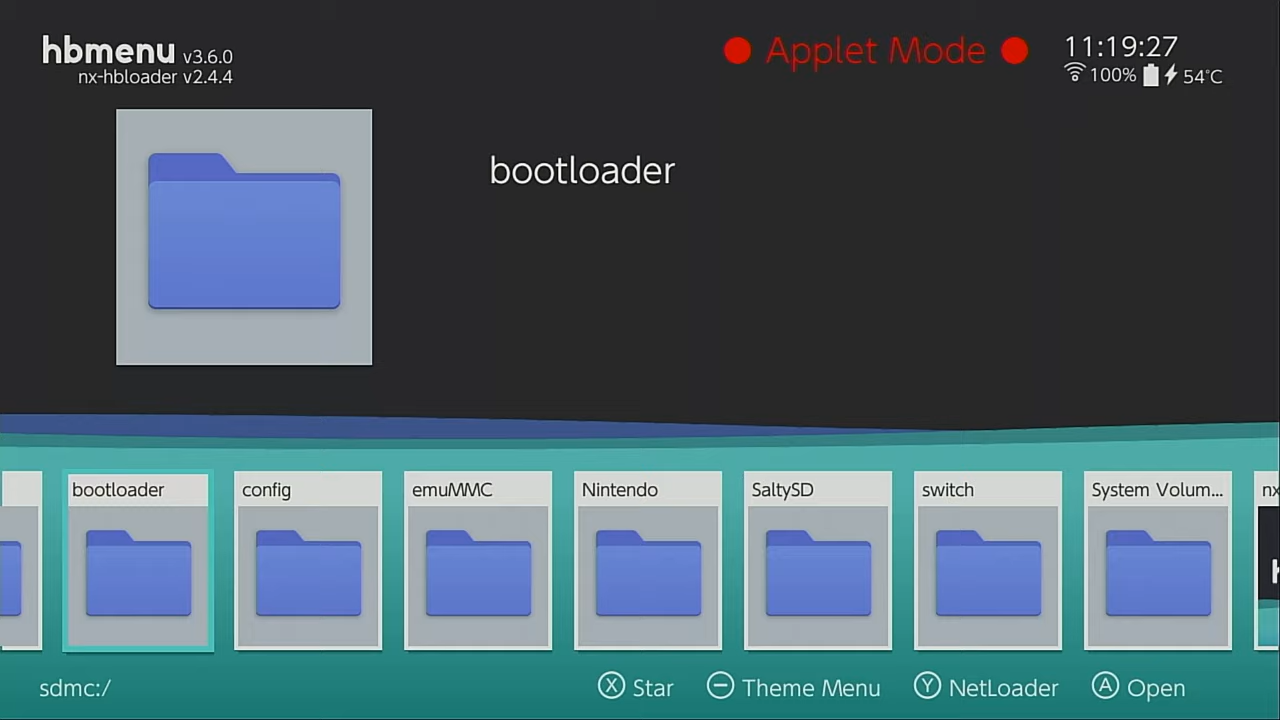 hbmenu v3.6.0
nx-hbloader v2.4.4
Applet Mode
11:19:27
100% 54°C
bootloader
bootloader
config
emuMMC
Nintendo
SaltySD
switch
System Volum...
nx
sdmc:/
X Star
Theme Menu
Y NetLoader
A Open